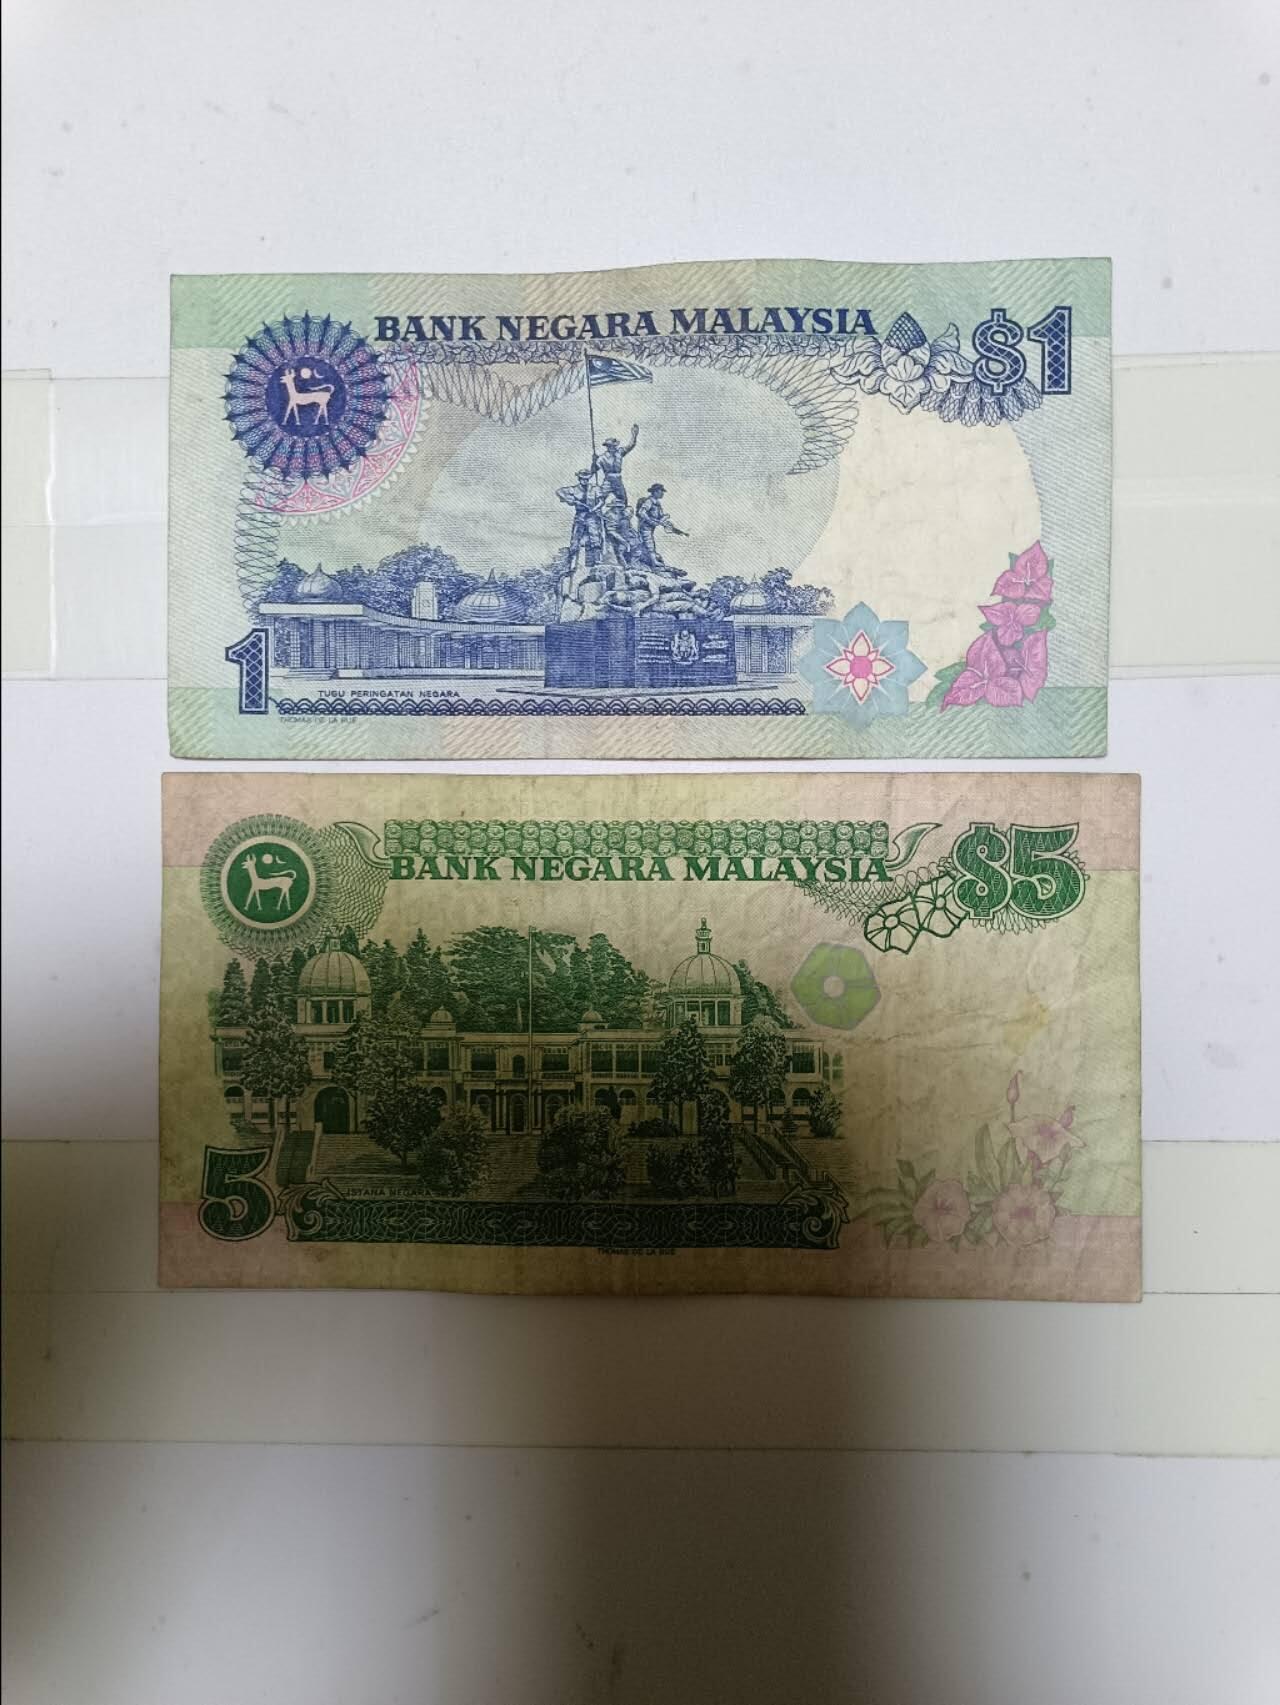 BANK NEGARA MALAYSIA
$1
1
TUGU PERINGATAN NEGARA
THOMAS DE LA RUE
BANK NEGARA MALAYSIA
$5
5
ISTANA NEGARA
THOMAS DE LA RUE